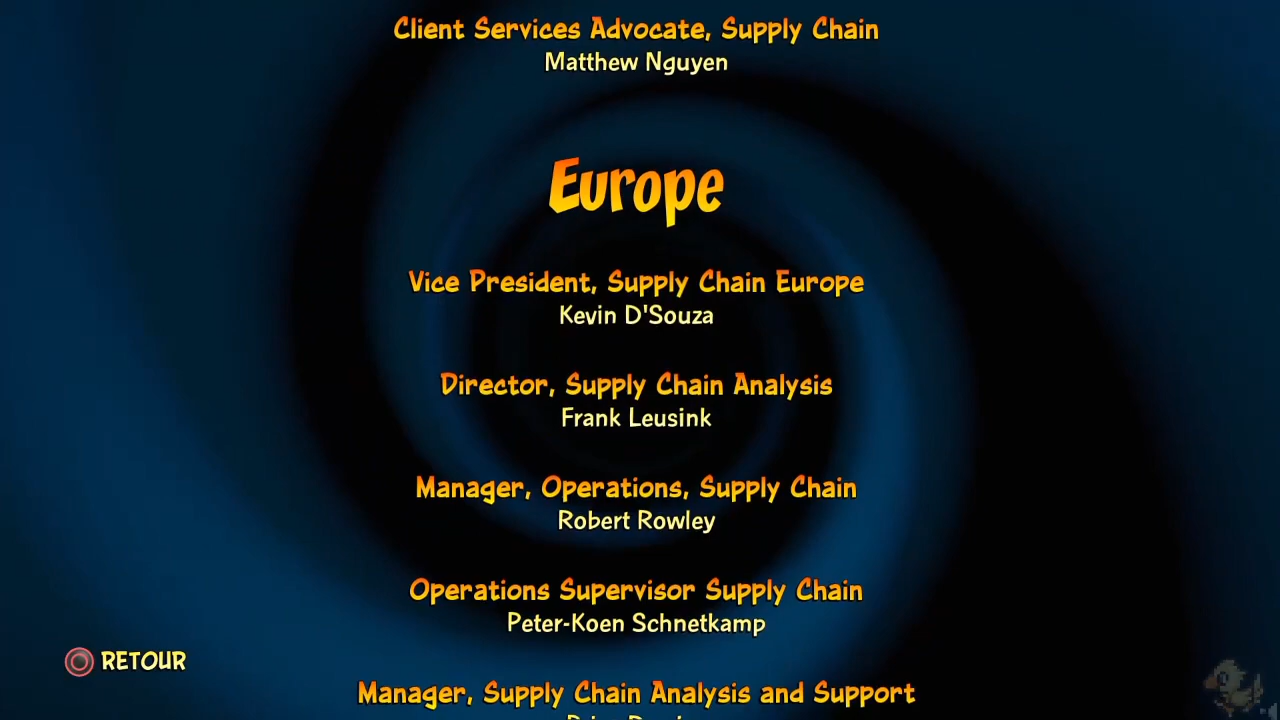 Client Services Advocate, Supply Chain
Matthew Nguyen
Europe
Vice President, Supply Chain Europe
Kevin D'Souza
Director, Supply Chain Analysis
Frank Leusink
Manager, Operations, Supply Chain
Robert Rowley
Operations Supervisor Supply Chain
Peter-Koen Schnetkamp
RETOUR
Manager, Supply Chain Analysis and Support